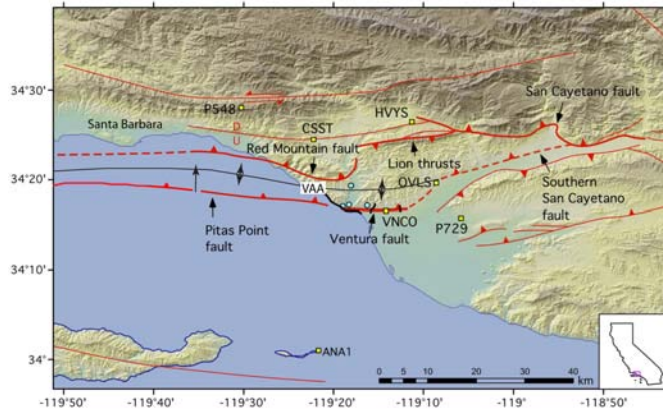 34°30'
34°20'
34°10'
34°
P548
HVYS
San Cayetano fault
Santa Barbara
D
U
CSST
Red Mountain fault
Lion thrusts
VAA
OVLS
Southern
San Cayetano
fault
Pitas Point
fault
VNCO
Ventura fault
P729
ANA1
0 5 10 20 30 40
km
-119°50' -119°40' -119°30' -119°20' -119°10' -119° -118°50'